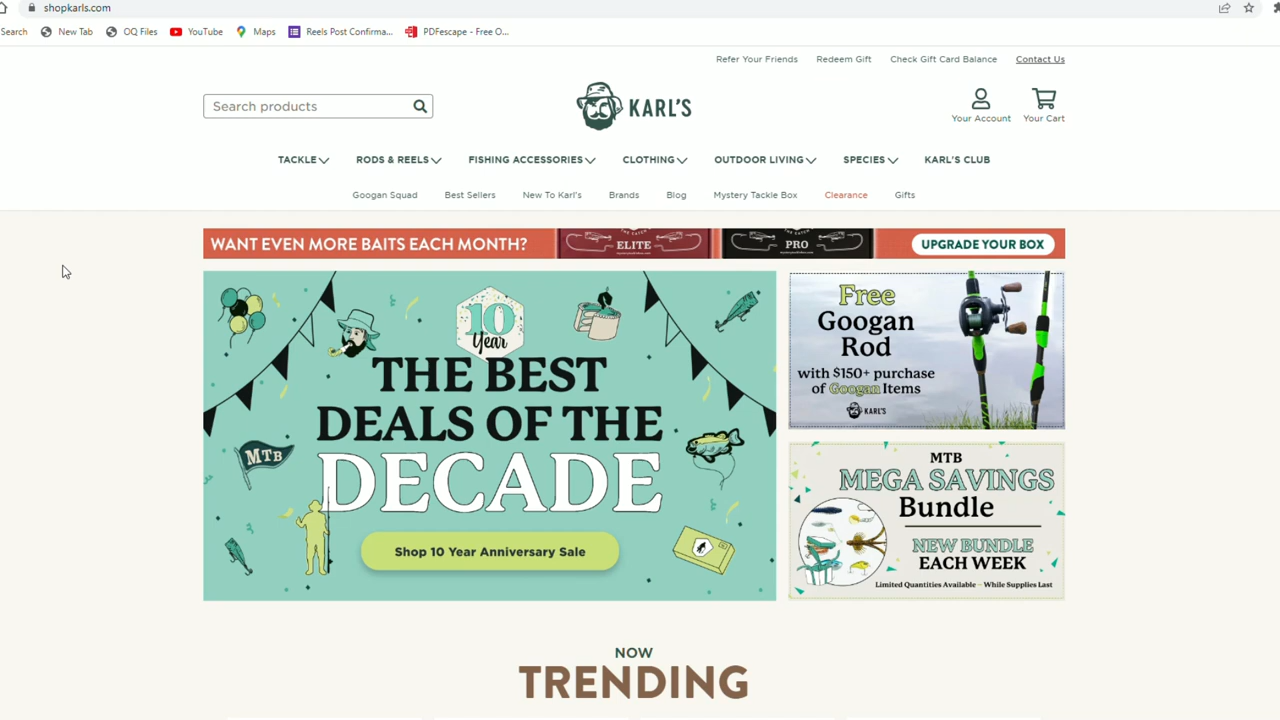 shopkarls.com
Search
New Tab
OQ Files
YouTube
Maps
Reels Post Confirma...
PDFescape - Free O...
Refer Your Friends
Redeem Gift
Check Gift Card Balance
Contact Us
Search products
KARL'S
Your Account
Your Cart
TACKLE
RODS & REELS
FISHING ACCESSORIES
CLOTHING
OUTDOOR LIVING
SPECIES
KARL'S CLUB
Googan Squad
Best Sellers
New To Karl's
Brands
Blog
Mystery Tackle Box
Clearance
Gifts
WANT EVEN MORE BAITS EACH MONTH?
ELITE
PRO
UPGRADE YOUR BOX
10
Year
THE BEST
DEALS OF THE
DECADE
MTB
Shop 10 Year Anniversary Sale
Free
Googan
Rod
with $150+ purchase
of Googan Items
KARL'S
MTB
MEGA SAVINGS
Bundle
NEW BUNDLE
EACH WEEK
Limited Quantities Available - While Supplies Last
NOW
TRENDING